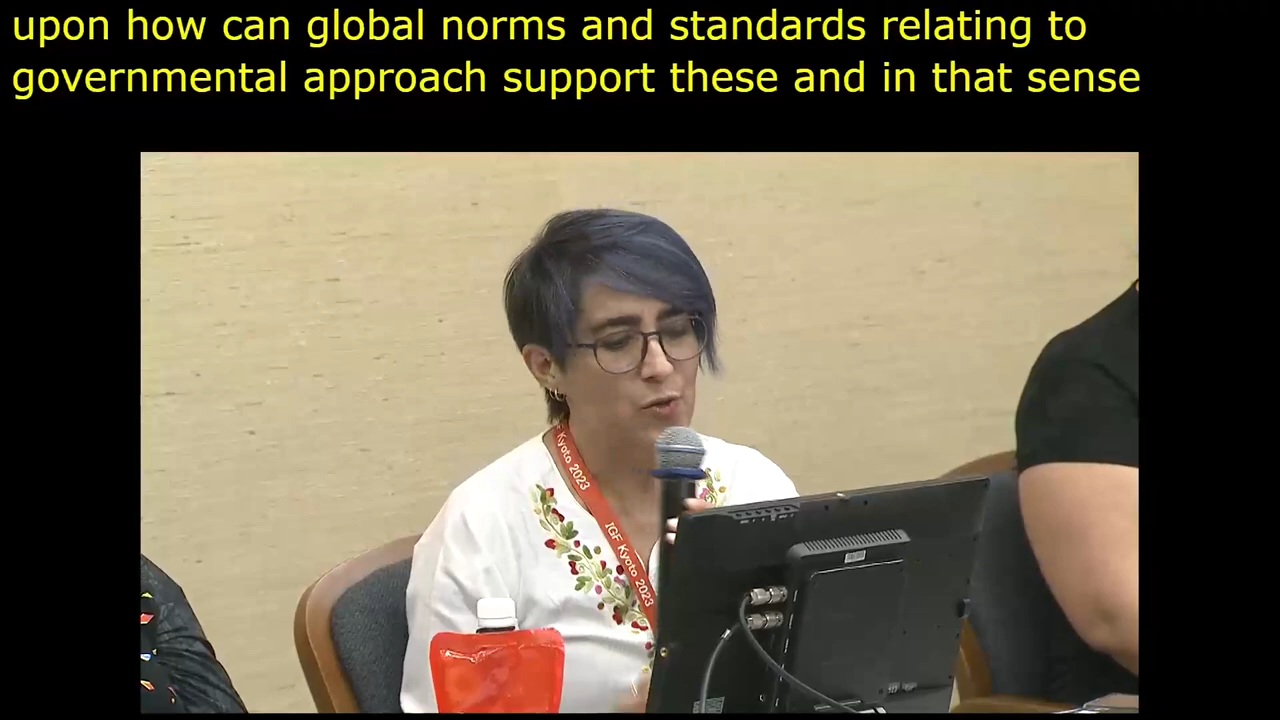 upon how can global norms and standards relating to
governmental approach support these and in that sense
F Kyoto 2023
IGF Kyoto 2023